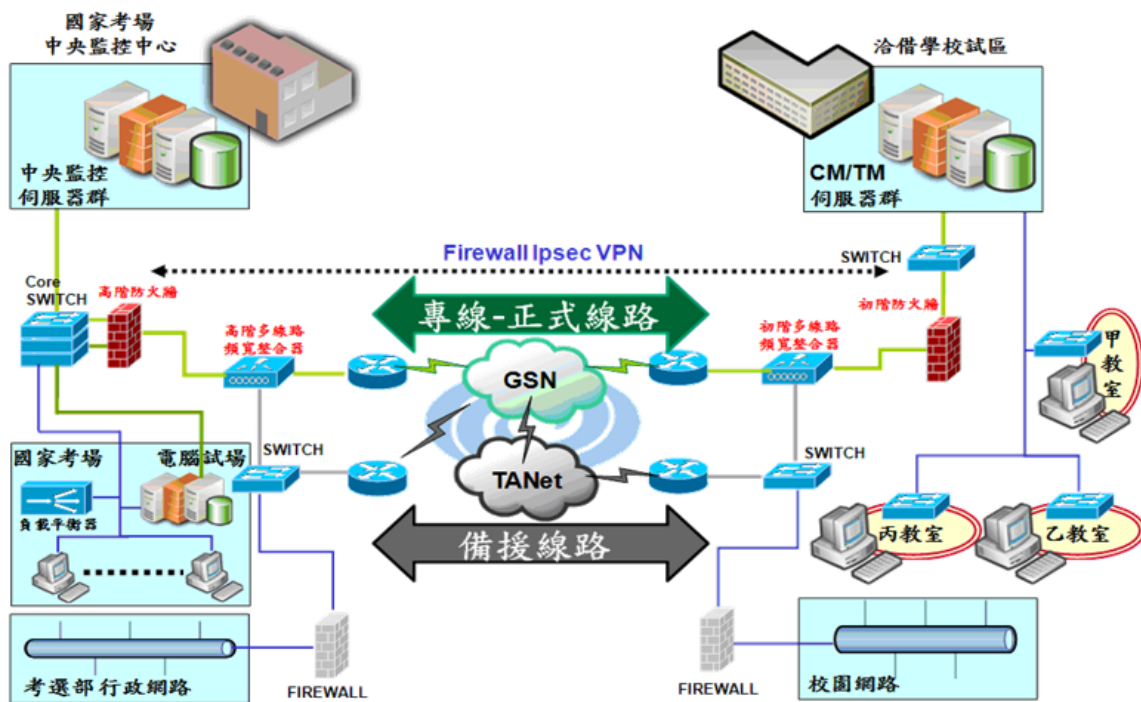 國家考場
中央監控中心
洽借學校試區
中央監控
伺服器群
CM/TM
伺服器群
Firewall Ipsec VPN
SWITCH
Core
SWITCH
高階防火牆
專線-正式線路
初階防火牆
高階多線路
頻寬整合器
初階多線路
頻寬整合器
甲教室
GSN
國家考場
電腦試場
SWITCH
SWITCH
TANet
負載平衡器
備援線路
丙教室
乙教室
考選部行政網路
FIREWALL
FIREWALL
校園網路